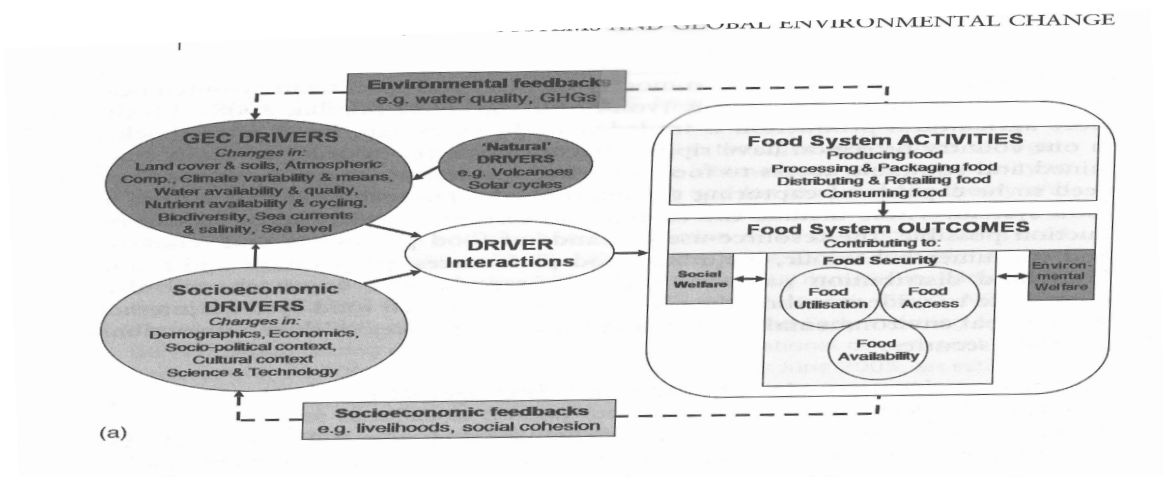 AND GLOBAL ENVIRONMENTAL CHANGE
Environmental feedbacks
e.g. water quality, GHGs
GEC DRIVERS
Changes in:
Land cover & soils, Atmospheric
Comp., Climate variability & means,
Water availability & quality,
Nutrient availability & cycling,
Biodiversity, Sea currents
& salinity, Sea level
'Natural'
DRIVERS
e.g. Volcanoes
Solar cycles
DRIVER
Interactions
Socioeconomic
DRIVERS
Changes in:
Demographics, Economics,
Socio-political context,
Cultural context
Science & Technology
Food System ACTIVITIES
Producing food
Processing & Packaging food
Distributing & Retailing food
Consuming food
Food System OUTCOMES
Contributing to:
Food Security
Social
Welfare
Food
Utilisation
Food
Access
Food
Availability
Environ-
mental
Welfare
Socioeconomic feedbacks
e.g. livelihoods, social cohesion
(a)